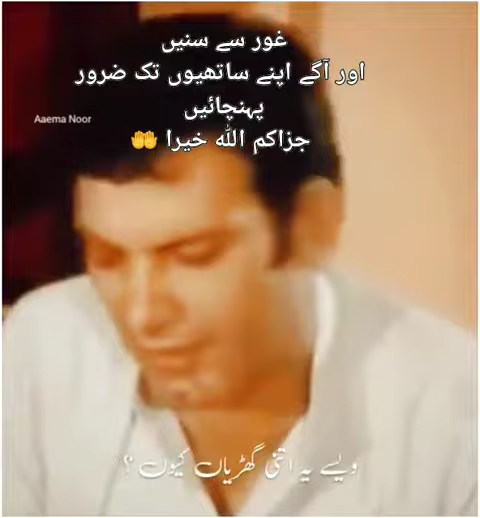 غور سے سنیں
اور آگے اپنے ساتھیوں تک ضرور
پہنچائیں
جزاکم اللہ خیرا 🤲
Aaema Noor
ویسے یہ اتنی گھڑیاں کیوں ؟